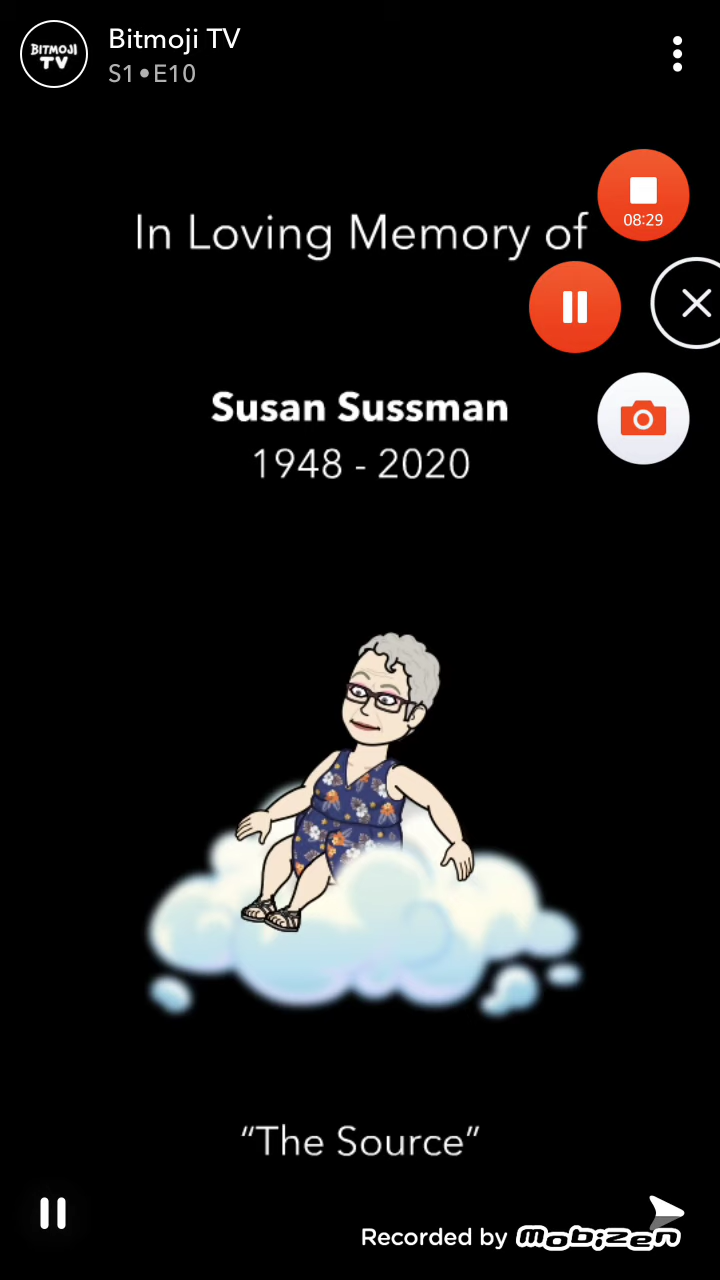 BITMOJI
TV
Bitmoji TV
S1•E10
08:29
In Loving Memory of
Susan Sussman
1948 - 2020
“The Source”
Recorded by mobizen